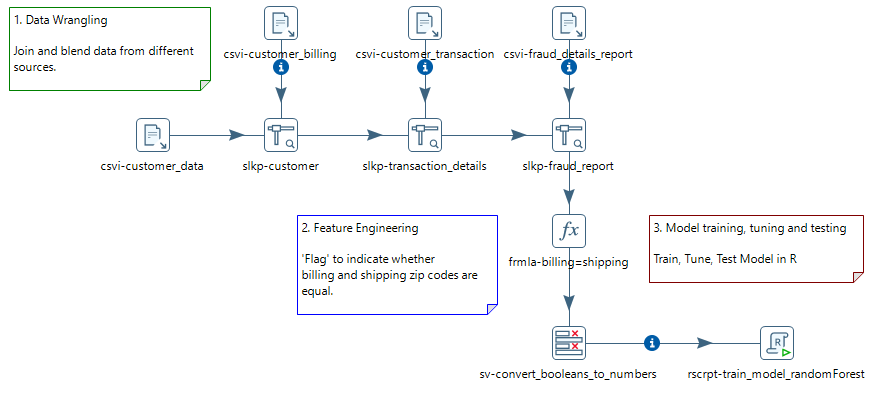 1. Data Wrangling
Join and blend data from different
sources.
csvi-customer_billing
csvi-customer_transaction
csvi-fraud_details_report
csvi-customer_data
slkp-customer
slkp-transaction_details
slkp-fraud_report
2. Feature Engineering
'Flag' to indicate whether
billing and shipping zip codes are
equal.
fx
frmla-billing=shipping
3. Model training, tuning and testing
Train, Tune, Test Model in R
sv-convert_booleans_to_numbers
R
rscrpt-train_model_randomForest